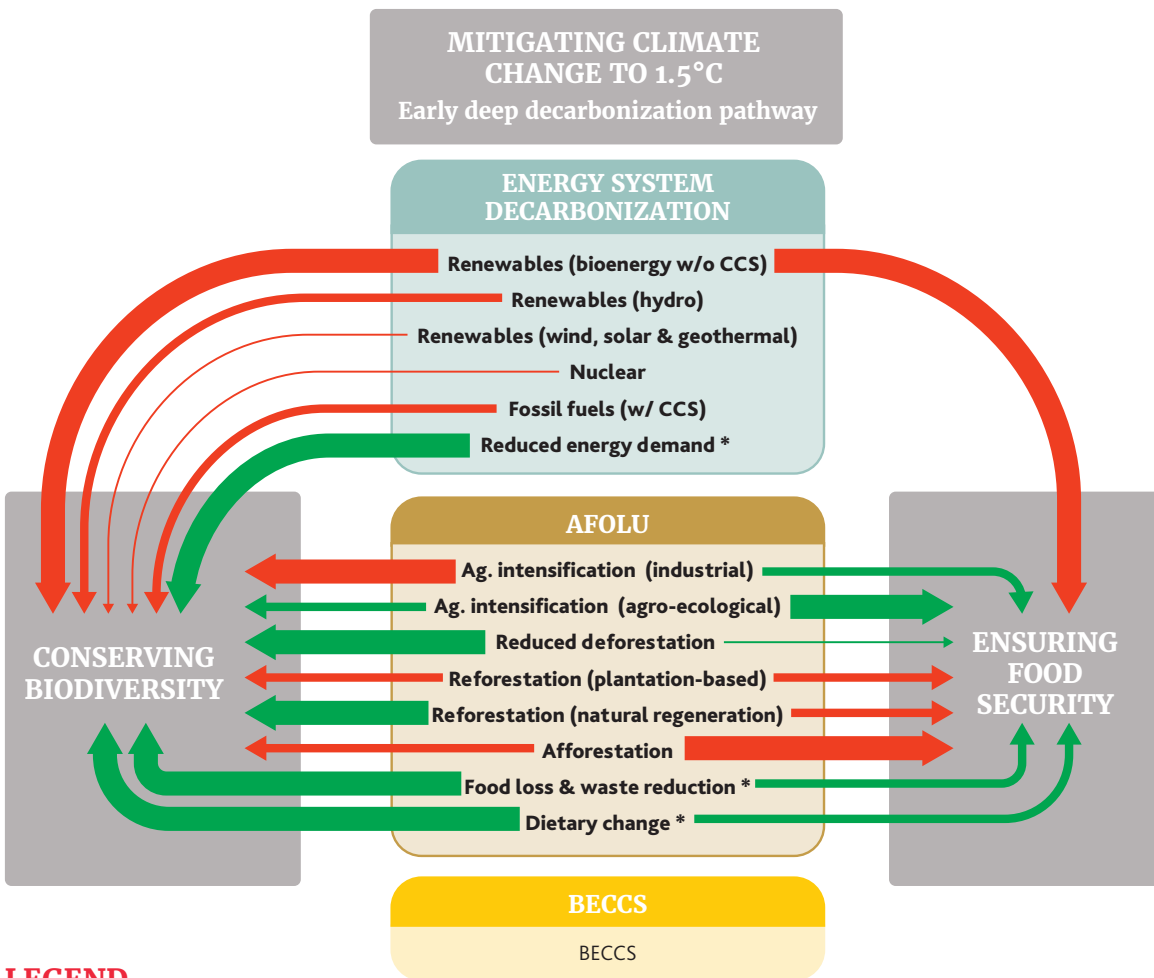 MITIGATING CLIMATE
CHANGE TO 1.5°C
Early deep decarbonization pathway
ENERGY SYSTEM
DECARBONIZATION
Renewables (bioenergy w/o CCS)
Renewables (hydro)
Renewables (wind, solar & geothermal)
Nuclear
Fossil fuels (w/ CCS)
Reduced energy demand *
AFOLU
Ag. intensification (industrial)
Ag. intensification (agro-ecological)
Reduced deforestation
Reforestation (plantation-based)
Reforestation (natural regeneration)
Afforestation
Food loss & waste reduction *
Dietary change *
CONSERVING
BIODIVERSITY
ENSURING
FOOD
SECURITY
BECCS
BECCS
LEGEND